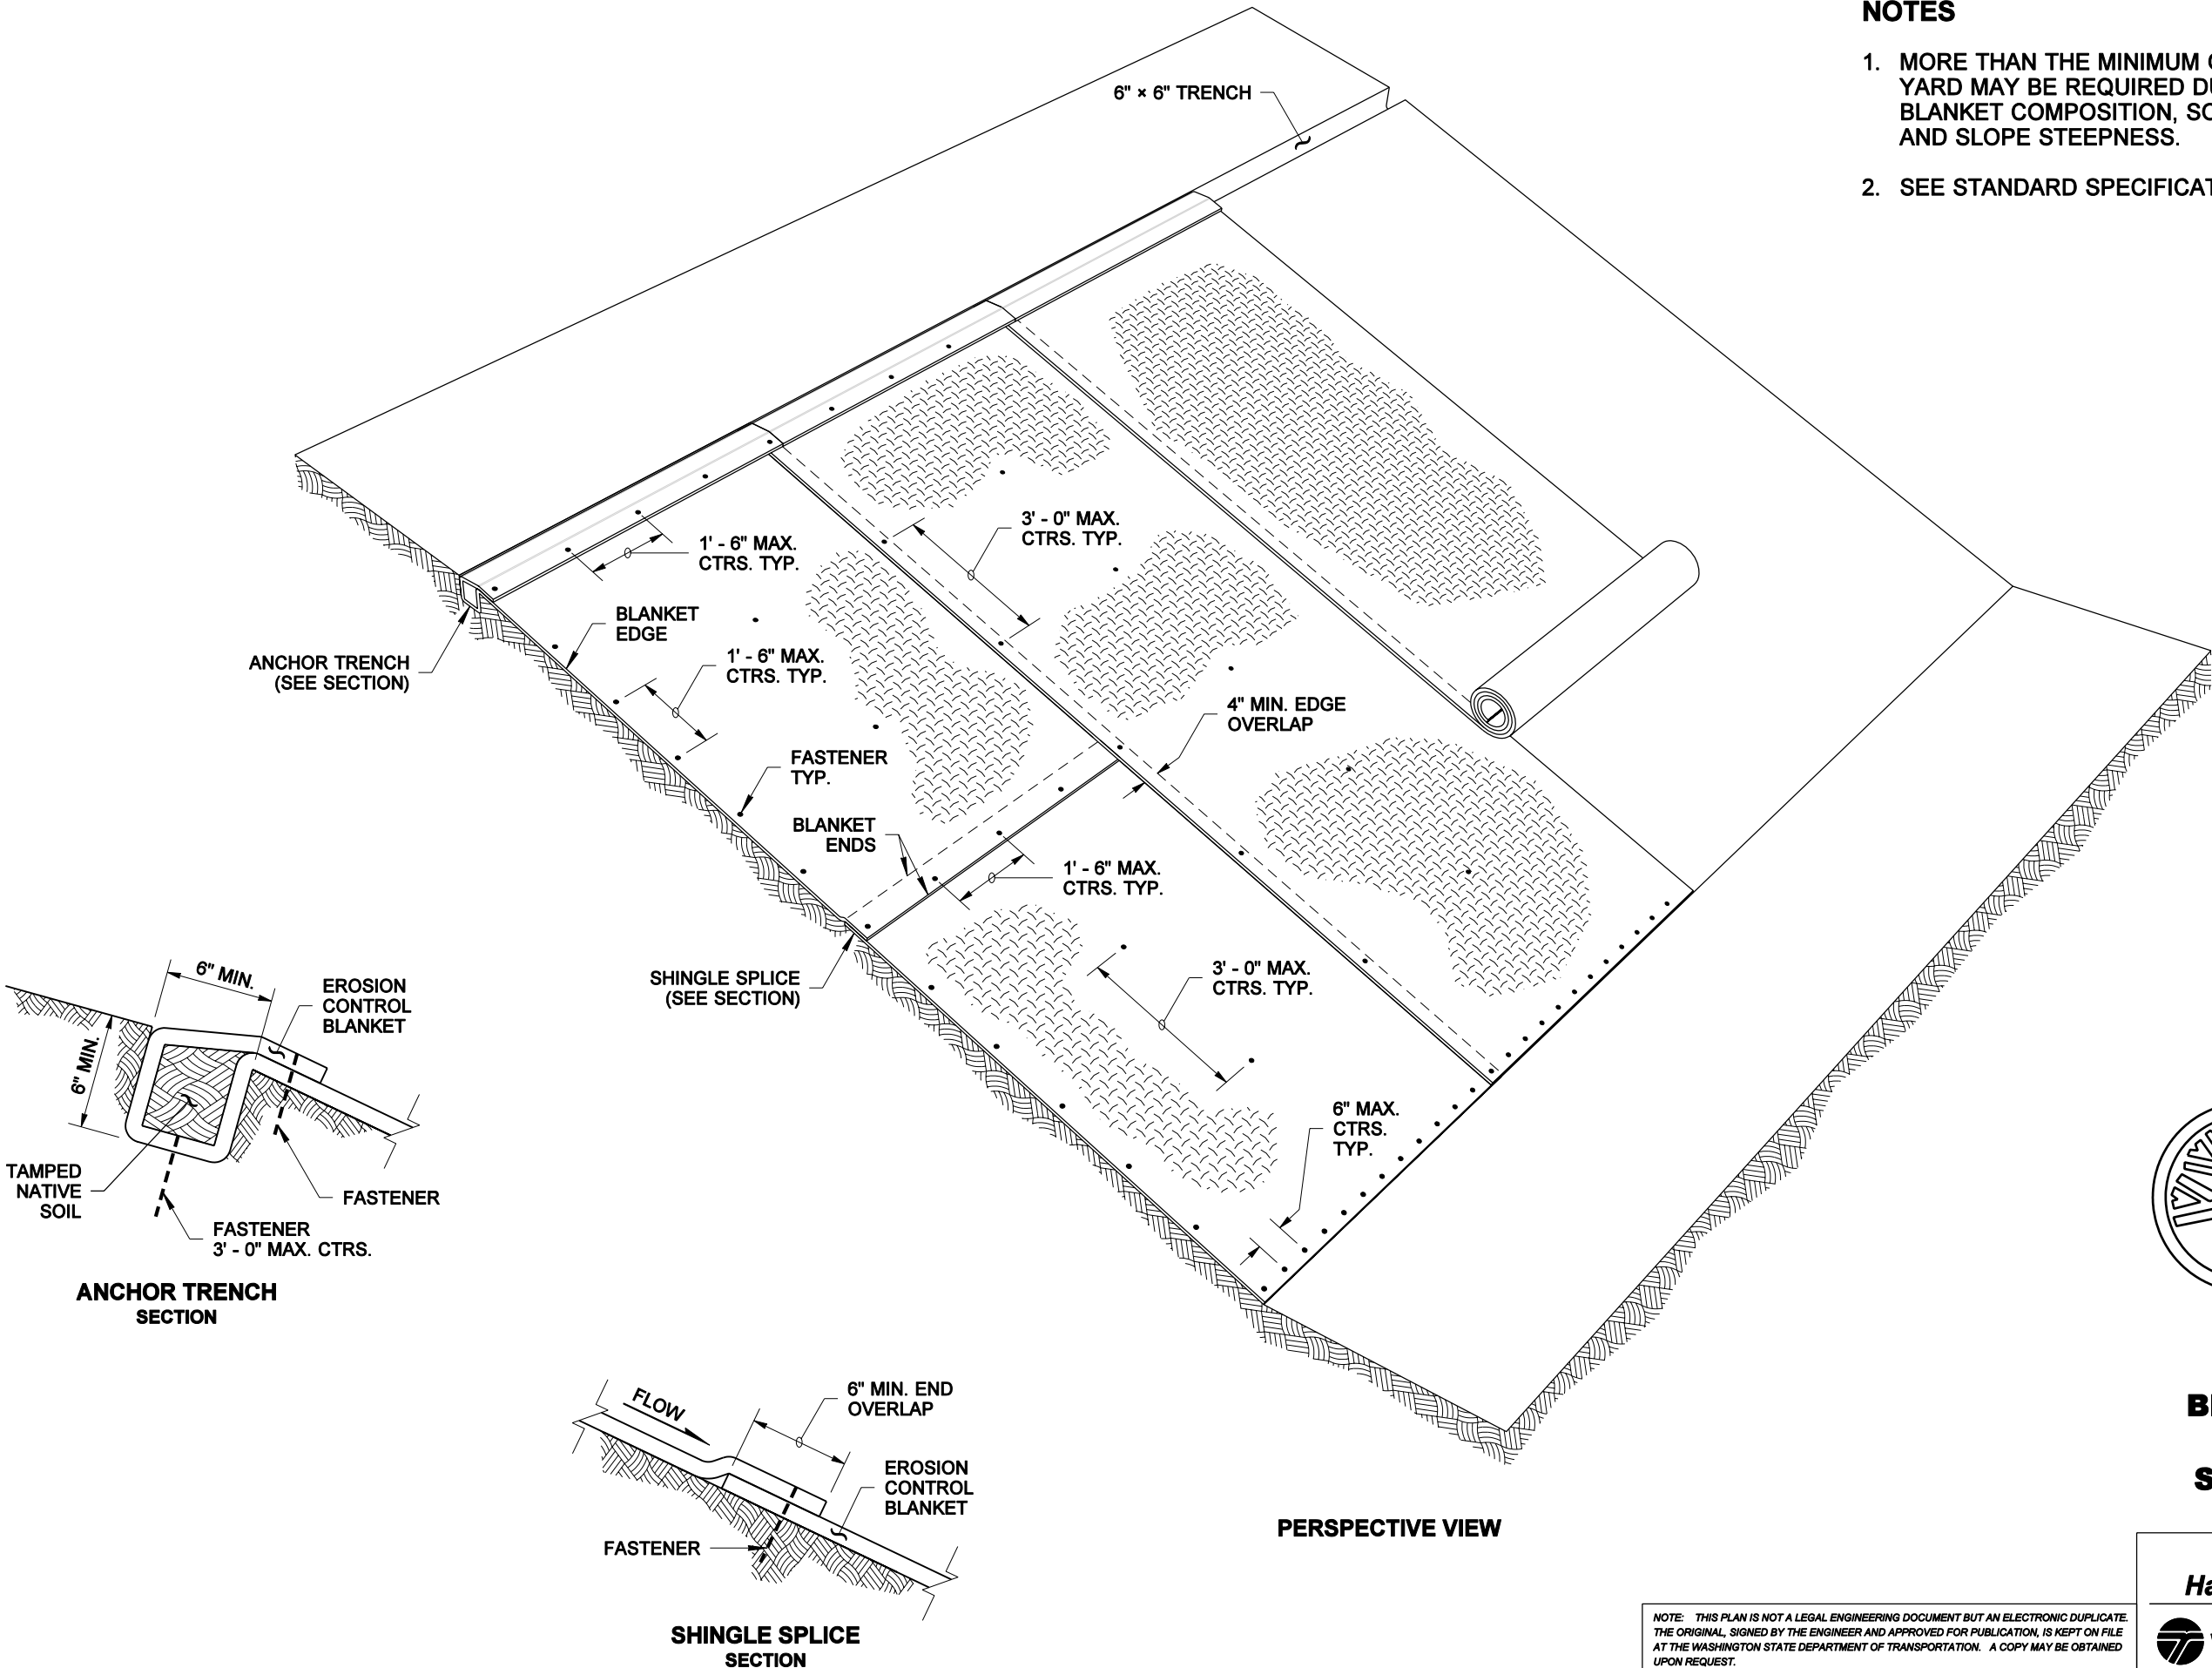 NOTES
1. MORE THAN THE MINIMUM
YARD MAY BE REQUIRED
BLANKET COMPOSITION,
AND SLOPE STEEPNESS.
2. SEE STANDARD
6" × 6" TRENCH
1' - 6" MAX.
CTRS. TYP.
3' - 0" MAX.
CTRS. TYP.
BLANKET
EDGE
ANCHOR TRENCH
(SEE SECTION)
1' - 6" MAX.
CTRS. TYP.
4" MIN. EDGE
OVERLAP
FASTENER
TYP.
BLANKET
ENDS
1' - 6" MAX.
CTRS. TYP.
SHINGLE SPLICE
(SEE SECTION)
3' - 0" MAX.
CTRS. TYP.
6" MAX.
CTRS.
TYP.
6" MIN.
EROSION
CONTROL
BLANKET
6" MIN.
TAMPED
NATIVE
SOIL
FASTENER
FASTENER
3' - 0" MAX. CTRS.
ANCHOR TRENCH
SECTION
FLOW
6" MIN. END
OVERLAP
EROSION
CONTROL
BLANKET
FASTENER
SHINGLE SPLICE
SECTION
PERSPECTIVE VIEW
NOTE: THIS PLAN IS NOT A LEGAL ENGINEERING DOCUMENT BUT AN ELECTRONIC DUPLICATE.
THE ORIGINAL, SIGNED BY THE ENGINEER AND APPROVED FOR PUBLICATION, IS KEPT ON FILE
AT THE WASHINGTON STATE DEPARTMENT OF TRANSPORTATION. A COPY MAY BE OBTAINED
UPON REQUEST.